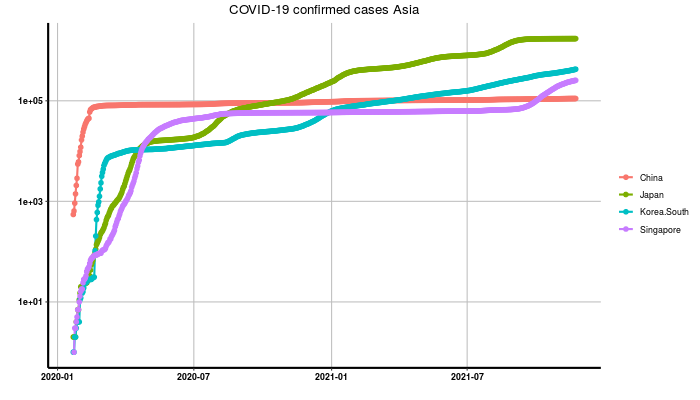 COVID-19 confirmed cases Asia
1e+05
1e+03
1e+01
2020-01
2020-07
2021-01
2021-07
China
Japan
Korea.South
Singapore